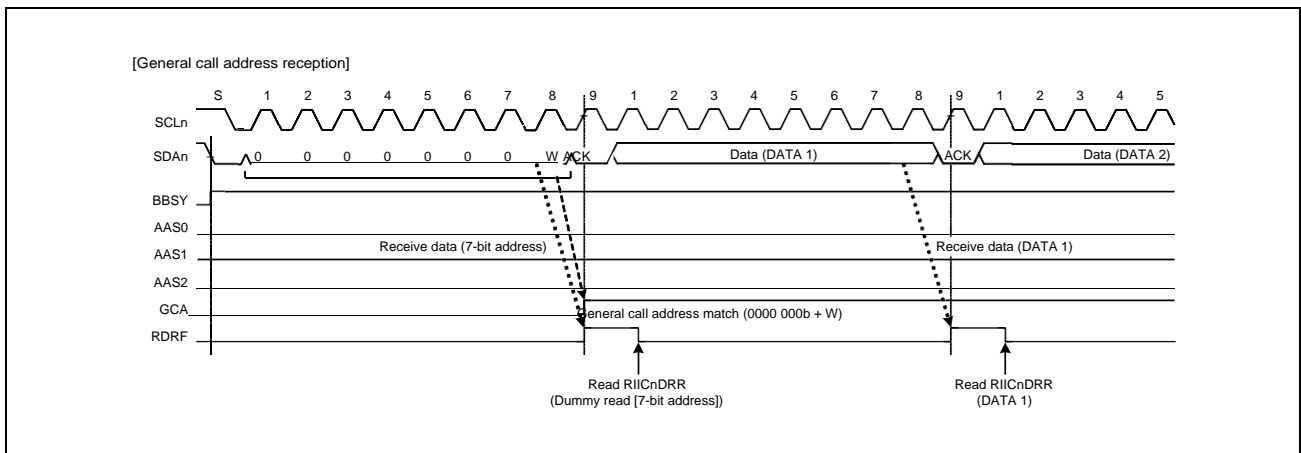 [General call address reception]
S 1 2 3 4 5 6 7 8 9 1 2 3 4 5 6 7 8 9 1 2 3 4 5
SCLn
SDAn 0 0 0 0 0 0 0 W ACK Data (DATA 1) ACK Data (DATA 2)
BBSY
AAS0
Receive data (7-bit address) Receive data (DATA 1)
AAS1
AAS2
GCA
General call address match (0000 000b + W)
RDRF
Read RIICnDRR Read RIICnDRR
(Dummy read [7-bit address]) (DATA 1)